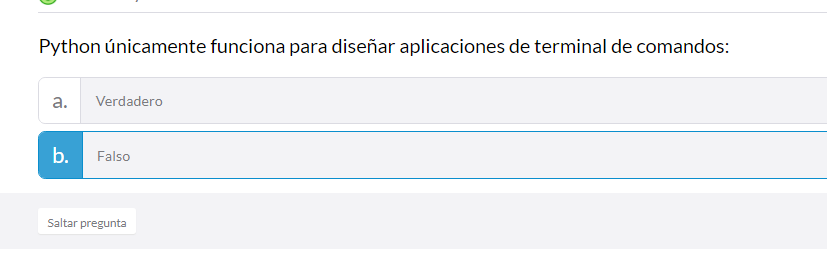 Python únicamente funciona para diseñar aplicaciones de terminal de comandos:
a. Verdadero
b. Falso
Saltar pregunta